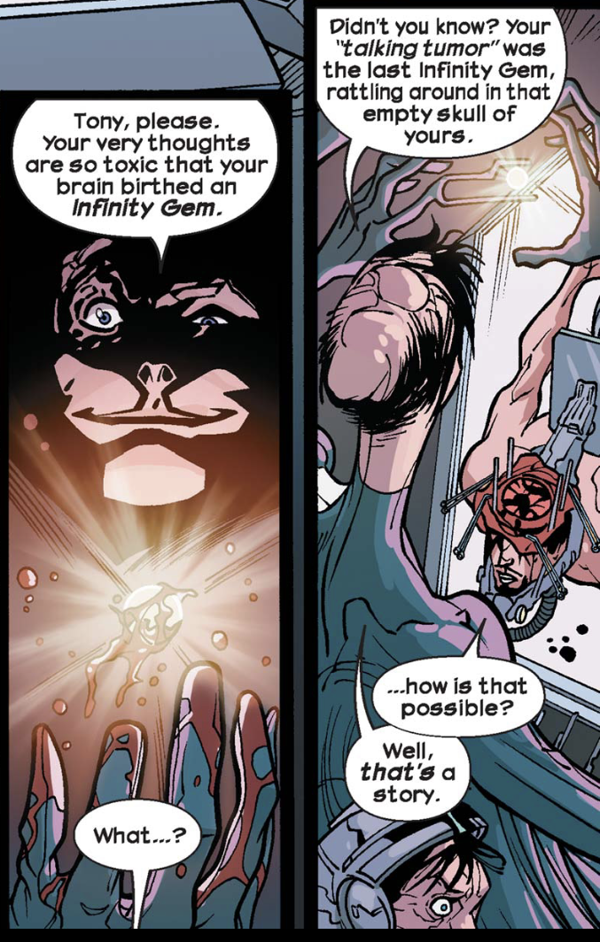 Tony, please.
Your very thoughts
are so toxic that your
brain birthed an
Infinity Gem.
What...?
Didn't you know? Your
"talking tumor" was
the last Infinity Gem,
rattling around in that
empty skull of
yours.
...how is that
possible?
Well,
that's a
story.